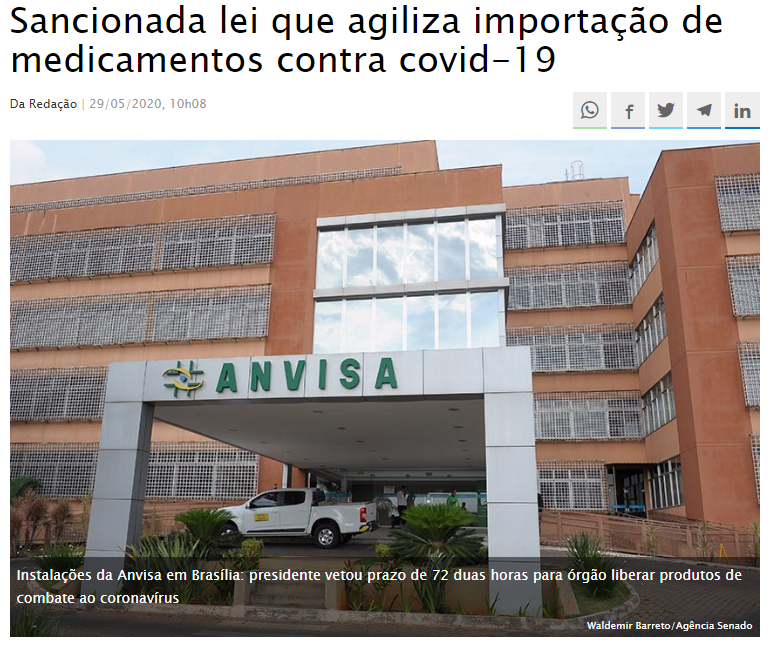 Sancionada lei que agiliza importação de
medicamentos contra covid-19
Da Redação | 29/05/2020, 10h08
ANVISA
Instalações da Anvisa em Brasília: presidente vetou prazo de 72 duas horas para órgão liberar produtos de
combate ao coronavírus
Waldemir Barreto/Agência Senado